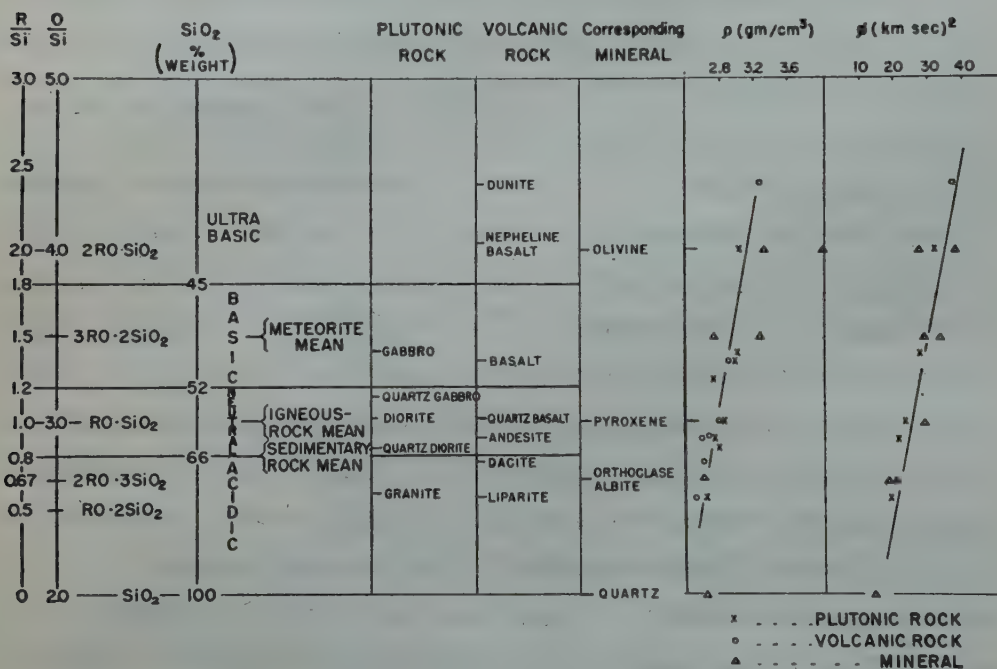 R/Si O/Si SiO₂ PLUTONIC VOLCANIC Corresponding ρ (gm/cm³) ø (km sec)²
% ROCK ROCK MINERAL
(WEIGHT) 2.8 3.2 3.6 10 20 30 40
3.0 5.0
2.5
DUNITE
ULTRA
BASIC
NEPHELINE
2.0 4.0 2RO·SiO₂ BASALT OLIVINE
1.8 45
BASIC
METEORITE
1.5 3RO·2SiO₂ MEAN
GABBRO
BASALT
1.2 52
NEUTRAL
QUARTZ GABBRO
IGNEOUS-
1.0 3.0 RO·SiO₂ ROCK MEAN DIORITE QUARTZ BASALT PYROXENE
ANDESITE
SEDIMENTARY QUARTZ DIORITE
0.8 66 ROCK MEAN
DACITE
ACIDIC
0.67 2RO·3SiO₂ ORTHOCLASE
ALBITE
GRANITE LIPARITE
0.5 RO·2SiO₂
0 2.0 SiO₂ 100 QUARTZ
x . . . . . PLUTONIC ROCK
o . . . . . VOLCANIC ROCK
△ . . . . . . . MINERAL